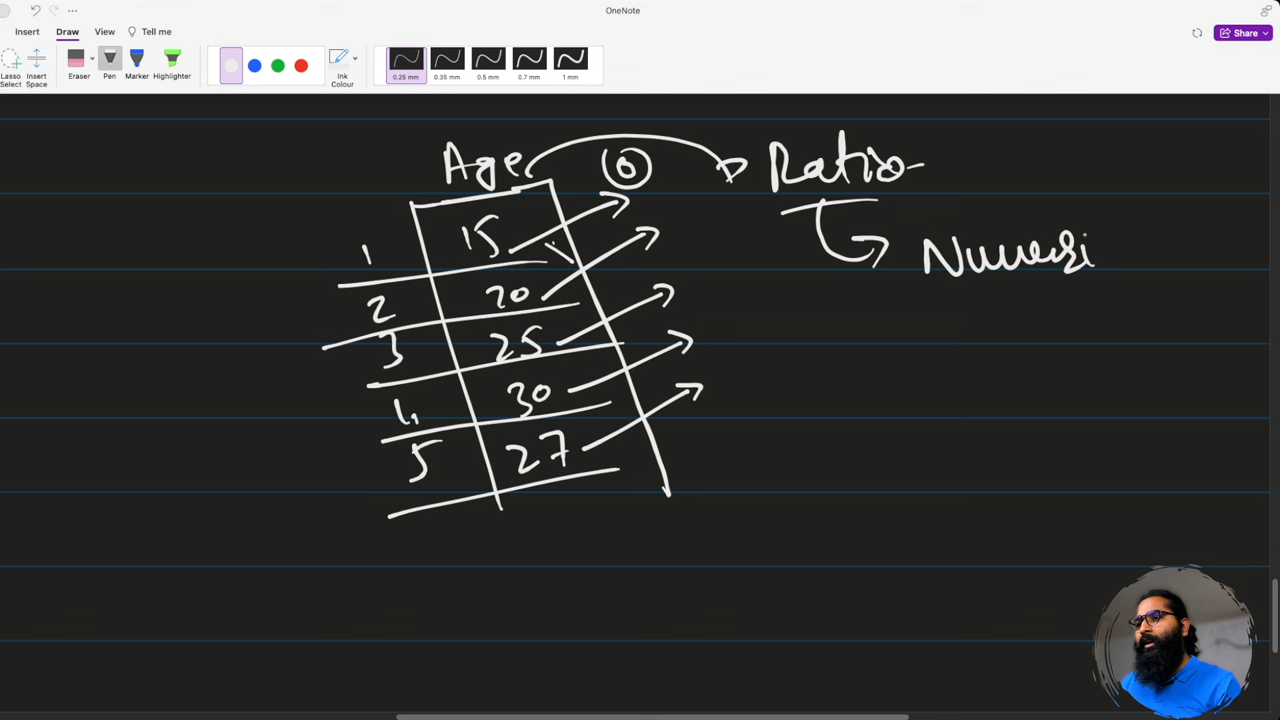 OneNote
Insert Draw View Tell me
Share
Lasso Select
Insert Space
Eraser
Pen
Marker
Highlighter
Ink Colour
0.25 mm
0.35 mm
0.5 mm
0.7 mm
1 mm
Age 0 Ratio
Numeri
1 15
2 20
3 25
4 30
5 27